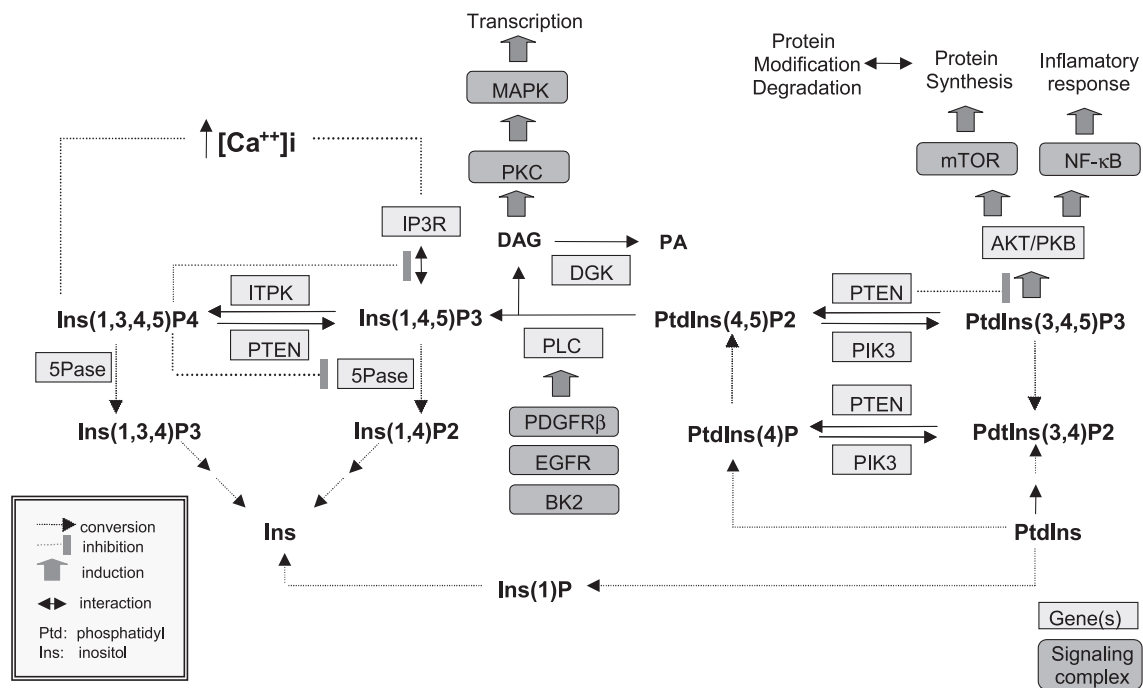 Transcription
MAPK
PKC
Protein
Modification
Degradation
Protein
Synthesis
Inflamatory
response
mTOR
NF-κB
[Ca⁺⁺]i
IP3R
DAG
PA
DGK
AKT/PKB
ITPK
PTEN
Ins(1,3,4,5)P4
Ins(1,4,5)P3
PtdIns(4,5)P2
PtdIns(3,4,5)P3
PTEN
PLC
PIK3
5Pase
5Pase
PTEN
PDGFRβ
Ins(1,3,4)P3
Ins(1,4)P2
PtdIns(4)P
PdtIns(3,4)P2
EGFR
PIK3
BK2
Ins
PtdIns
Ins(1)P
conversion
inhibition
induction
interaction
Ptd: phosphatidyl
Ins: inositol
Gene(s)
Signaling
complex